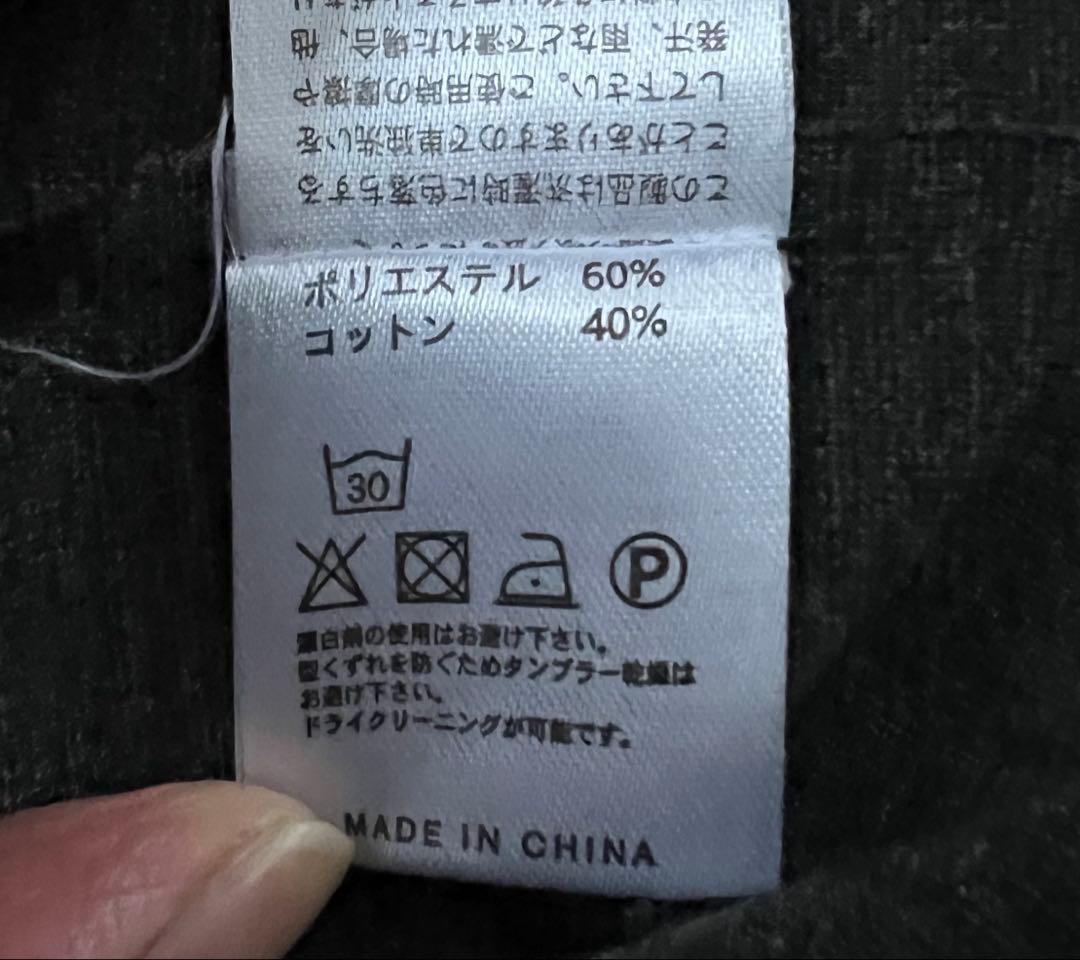 この製品は洗濯時に色落ちする
ことがありますので単独洗いを
して下さい。ご使用時の摩擦や
発汗、雨などで濡れた場合、他
ポリエステル 60%
コットン 40%
30
P
漂白剤の使用はお避け下さい。
型くずれを防ぐためタンブラー乾燥は
お避け下さい。
ドライクリーニングが可能です。
MADE IN CHINA